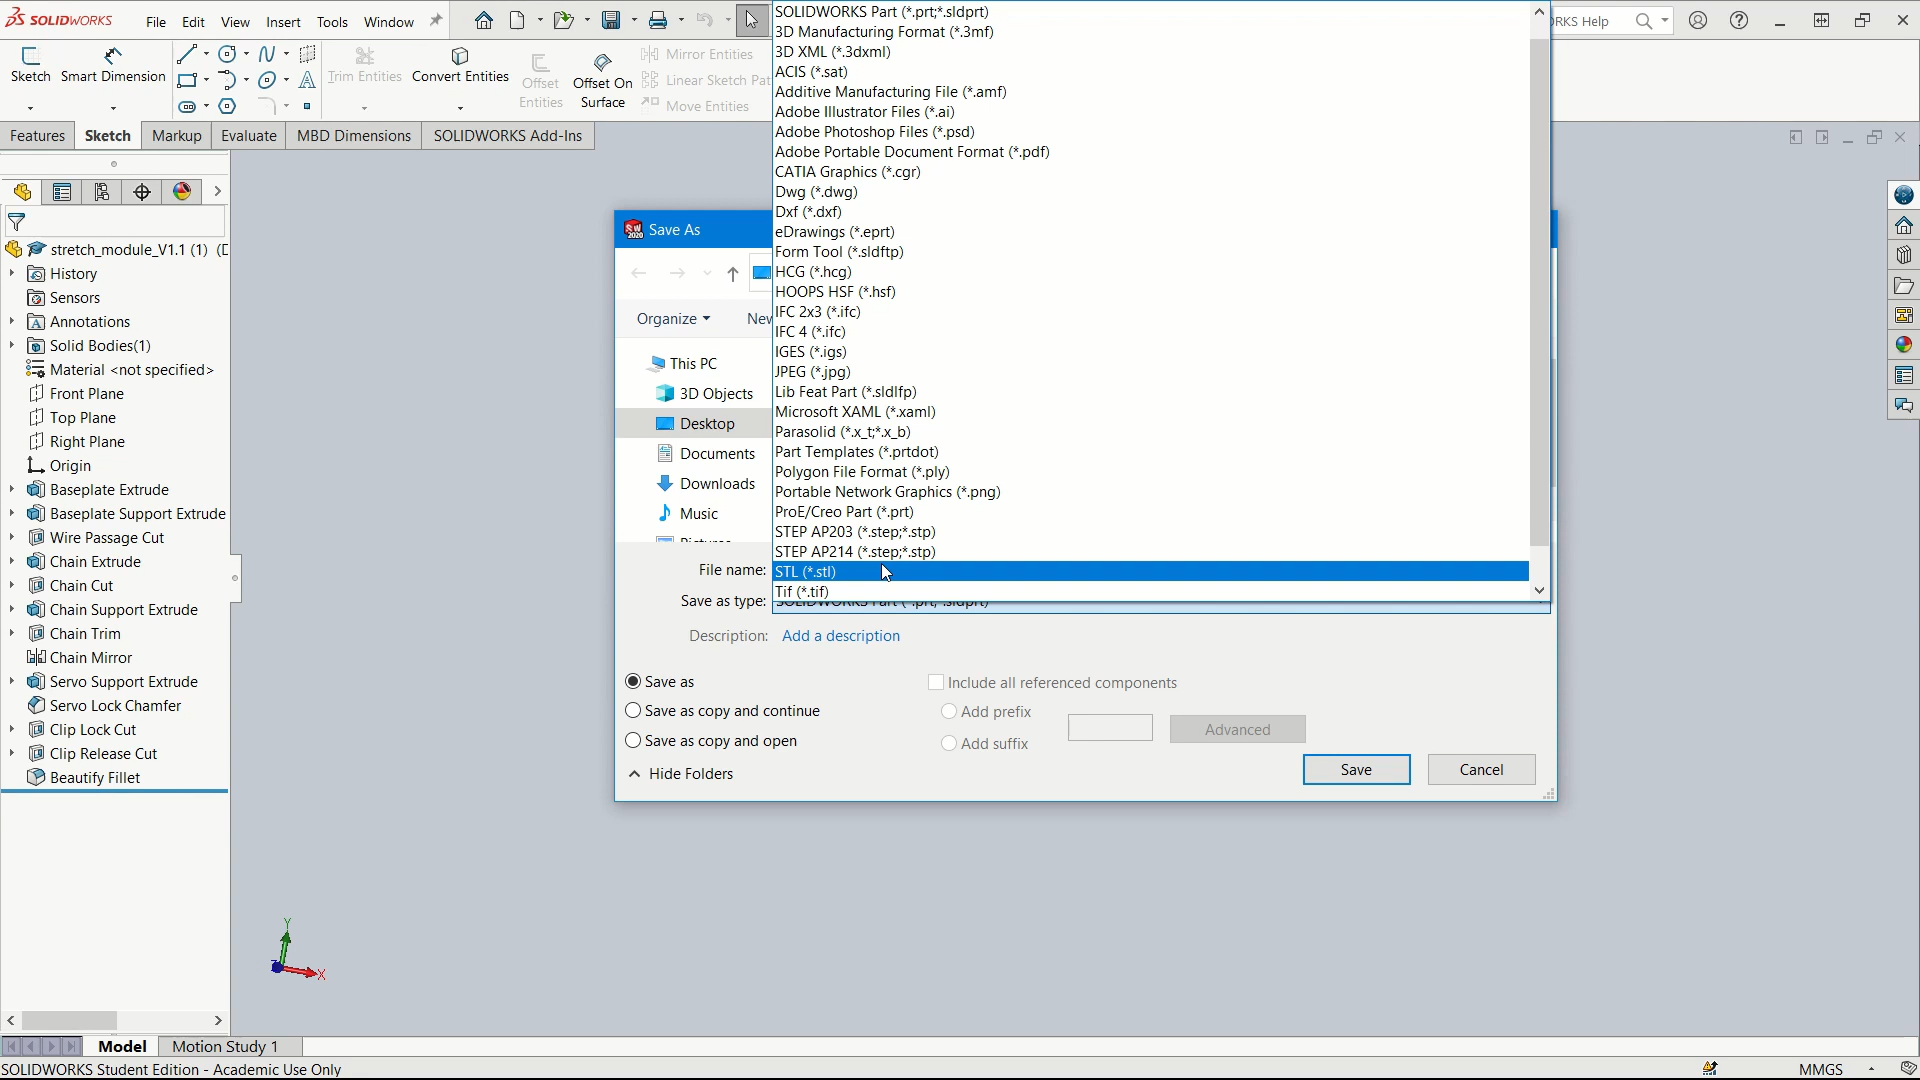 SOLIDWORKS
File Edit View Insert Tools Window
RKS Help
Sketch
Smart Dimension
Trim Entities
Convert Entities
Offset Entities
Offset On Surface
Mirror Entities
Linear Sketch Pat
Move Entities
Features Sketch Markup Evaluate MBD Dimensions SOLIDWORKS Add-Ins
stretch_module_V1.1 (1) (D
History
Sensors
Annotations
Solid Bodies(1)
Material <not specified>
Front Plane
Top Plane
Right Plane
Origin
Baseplate Extrude
Baseplate Support Extrude
Wire Passage Cut
Chain Extrude
Chain Cut
Chain Support Extrude
Chain Trim
Chain Mirror
Servo Support Extrude
Servo Lock Chamfer
Clip Lock Cut
Clip Release Cut
Beautify Fillet
SW 2020
Save As
Organize
New
This PC
3D Objects
Desktop
Documents
Downloads
Music
Pictures
SOLIDWORKS Part (*.prt;*.sldprt)
3D Manufacturing Format (*.3mf)
3D XML (*.3dxml)
ACIS (*.sat)
Additive Manufacturing File (*.amf)
Adobe Illustrator Files (*.ai)
Adobe Photoshop Files (*.psd)
Adobe Portable Document Format (*.pdf)
CATIA Graphics (*.cgr)
Dwg (*.dwg)
Dxf (*.dxf)
eDrawings (*.eprt)
Form Tool (*.sldftp)
HCG (*.hcg)
HOOPS HSF (*.hsf)
IFC 2x3 (*.ifc)
IFC 4 (*.ifc)
IGES (*.igs)
JPEG (*.jpg)
Lib Feat Part (*.sldlfp)
Microsoft XAML (*.xaml)
Parasolid (*.x_t;*.x_b)
Part Templates (*.prtdot)
Polygon File Format (*.ply)
Portable Network Graphics (*.png)
ProE/Creo Part (*.prt)
STEP AP203 (*.step;*.stp)
STEP AP214 (*.step;*.stp)
STL (*.stl)
Tif (*.tif)
File name:
Save as type: SOLIDWORKS Part (*.prt;*.sldprt)
Description: Add a description
Save as
Save as copy and continue
Save as copy and open
Include all referenced components
Add prefix
Add suffix
Advanced
Hide Folders
Save
Cancel
Y
Z
X
Model Motion Study 1
SOLIDWORKS Student Edition - Academic Use Only
MMGS